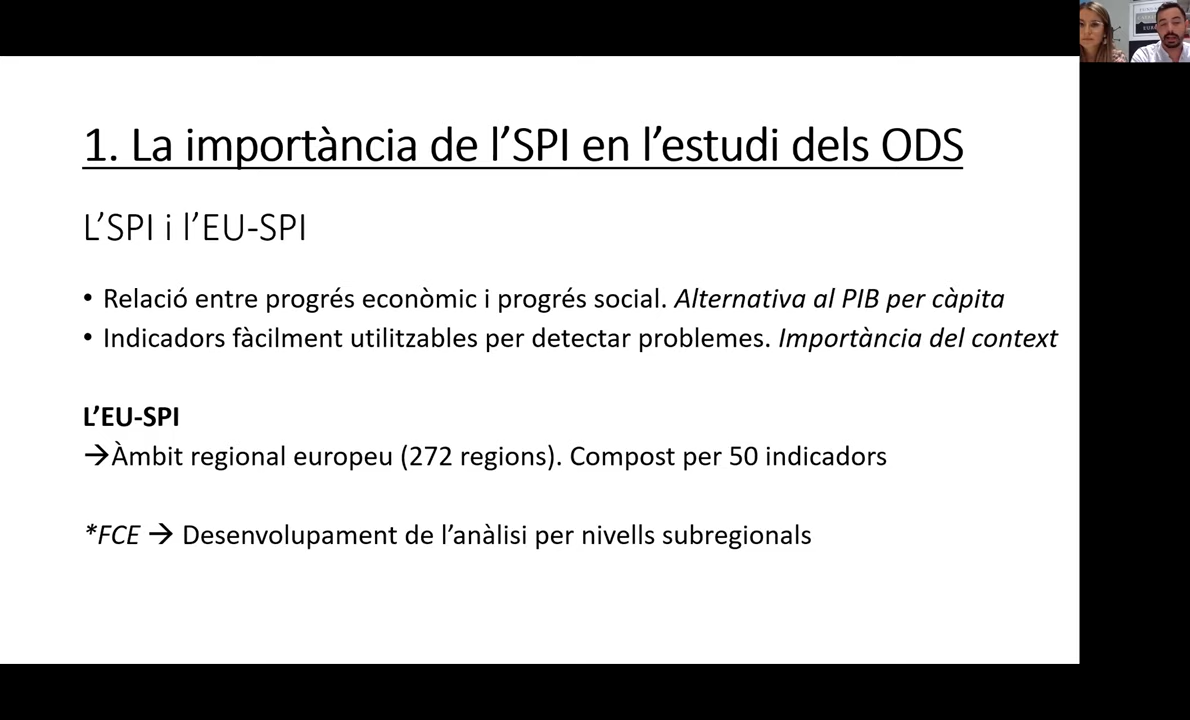 1. La importància de l’SPI en l’estudi dels ODS
L’SPI i l’EU-SPI
• Relació entre progrés econòmic i progrés social. Alternativa al PIB per càpita
• Indicadors fàcilment utilitzables per detectar problemes. Importància del context
L’EU-SPI
→Àmbit regional europeu (272 regions). Compost per 50 indicadors
*FCE → Desenvolupament de l’anàlisi per nivells subregionals